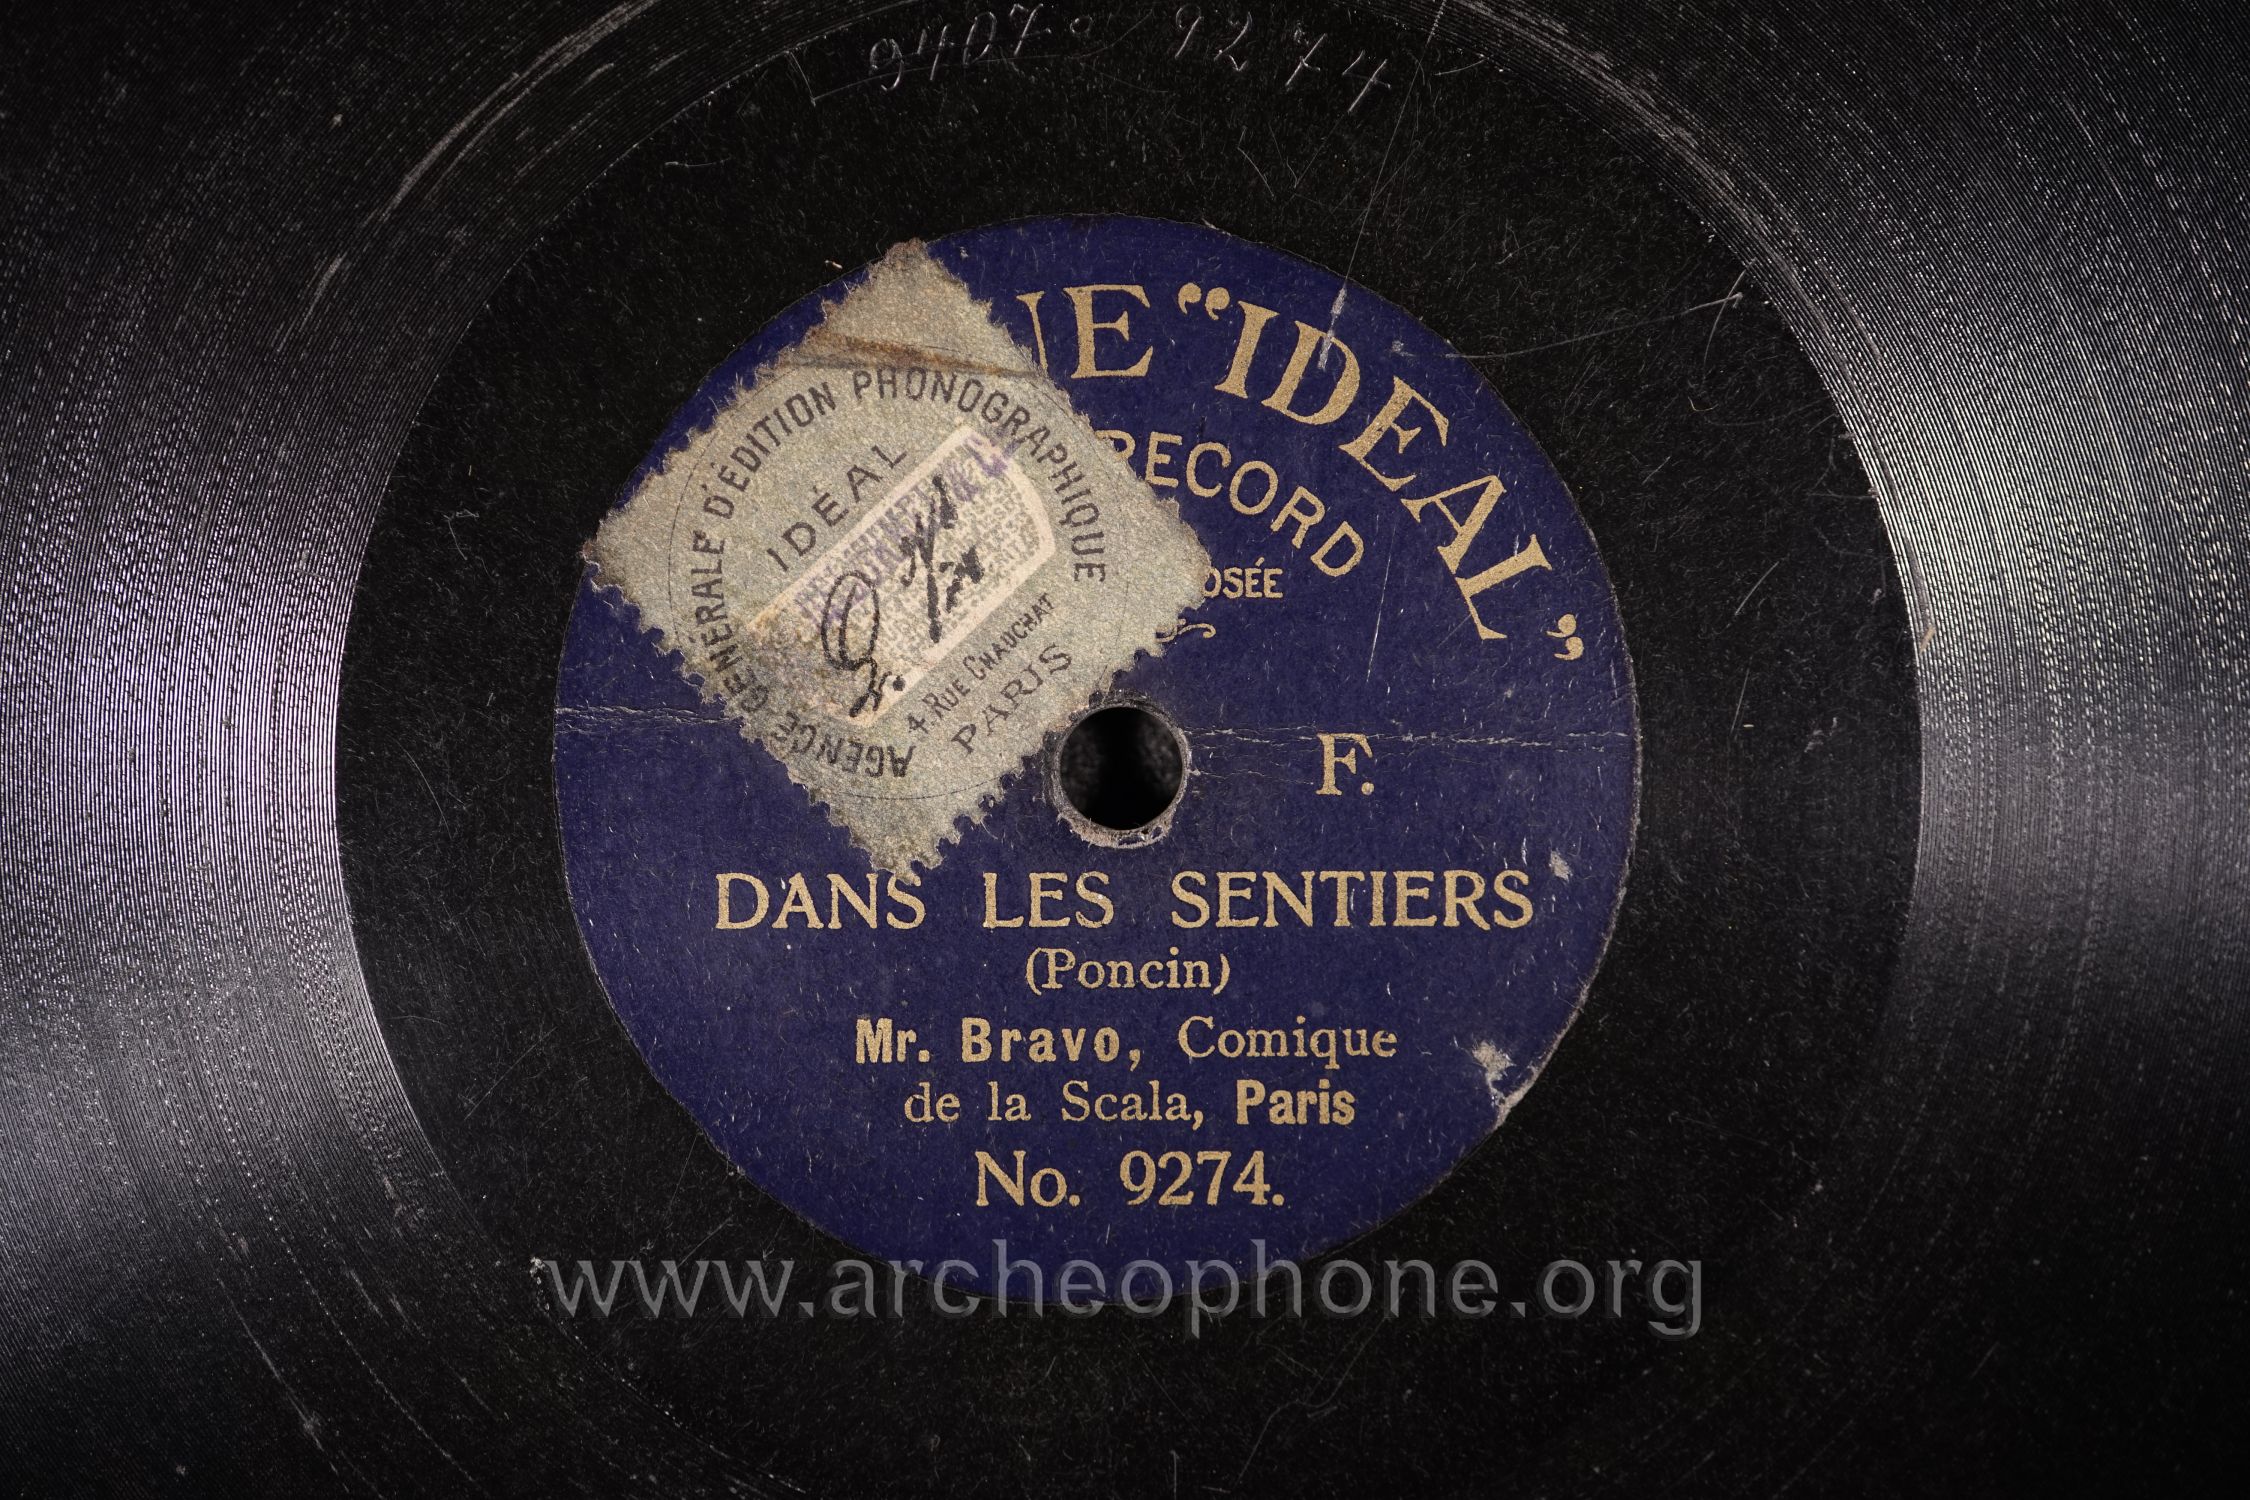 9407. 9274
UE "IDEAL"
RECORD
OSÉE
AGENCE GÉNÉRALE D'ÉDITION PHONOGRAPHIQUE
IDÉAL
4, RUE CHAUCHAT
PARIS
F.
DANS LES SENTIERS
(Poncin)
Mr. Bravo, Comique
de la Scala, Paris
No. 9274.
www.archeophone.org